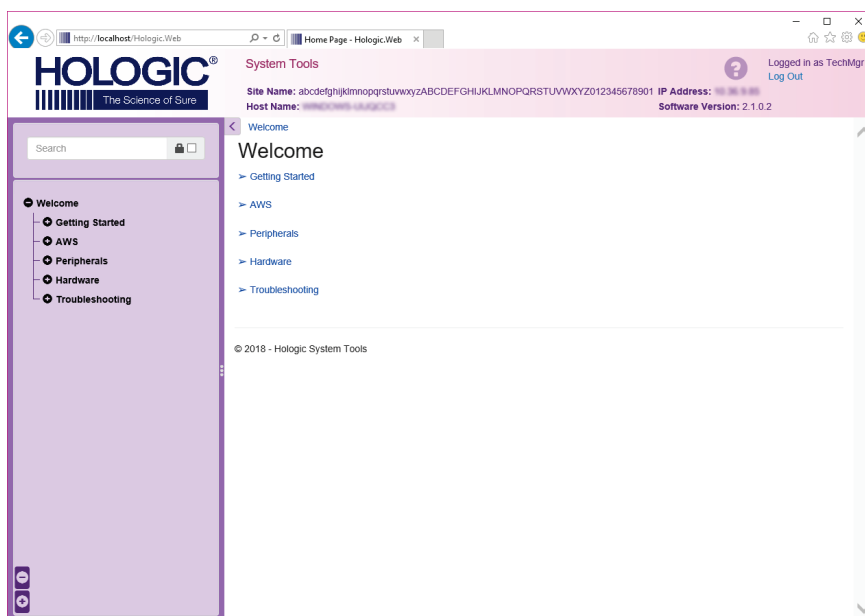 http://localhost/Hologic.Web
Home Page - Hologic.Web
HOLOGIC®
The Science of Sure
System Tools
Logged in as TechMgr
Log Out
Site Name: abcdefghijklmnopqrstuvwxyzABCDEFGHIJKLMNOPQRSTUVWXYZ012345678901 IP Address:
Host Name:
Software Version: 2.1.0.2
Search
Welcome
Getting Started
AWS
Peripherals
Hardware
Troubleshooting
Welcome
Welcome
➢ Getting Started
➢ AWS
➢ Peripherals
➢ Hardware
➢ Troubleshooting
© 2018 - Hologic System Tools